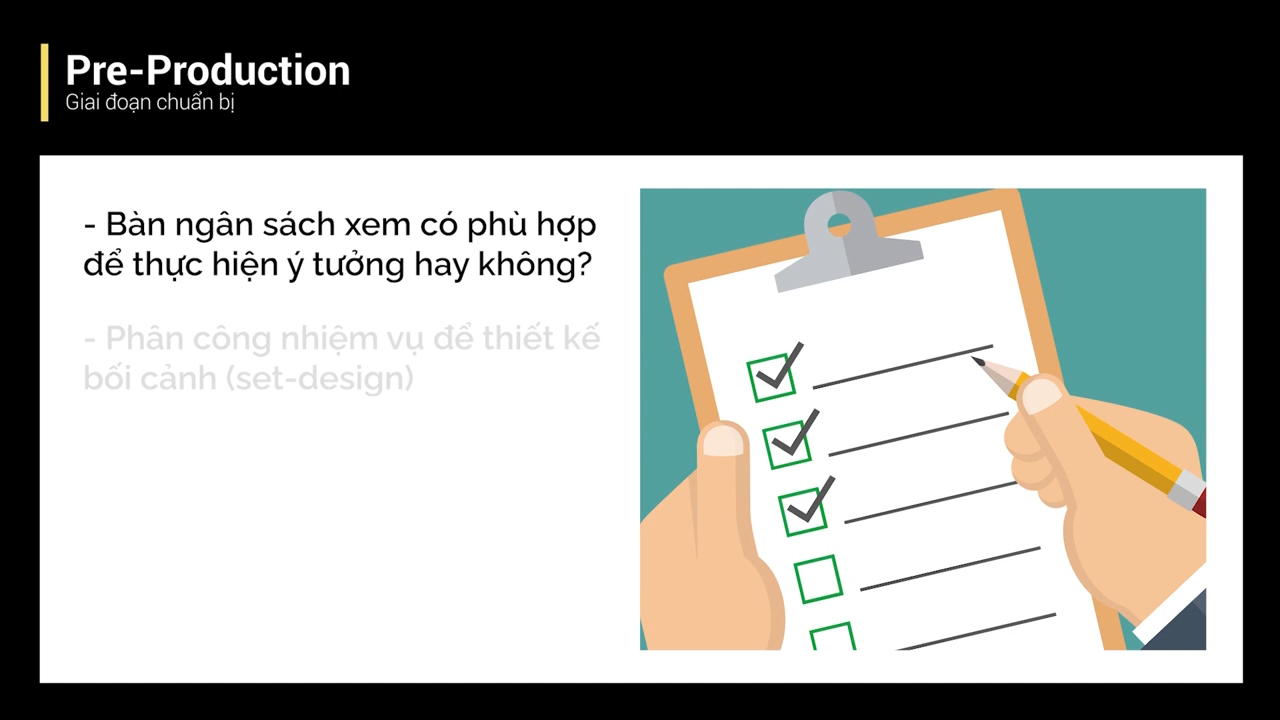 Pre-Production
Giai đoạn chuẩn bị
- Bàn ngân sách xem có phù hợp
để thực hiện ý tưởng hay không?
- Phân công nhiệm vụ để thiết kế
bối cảnh (set-design)